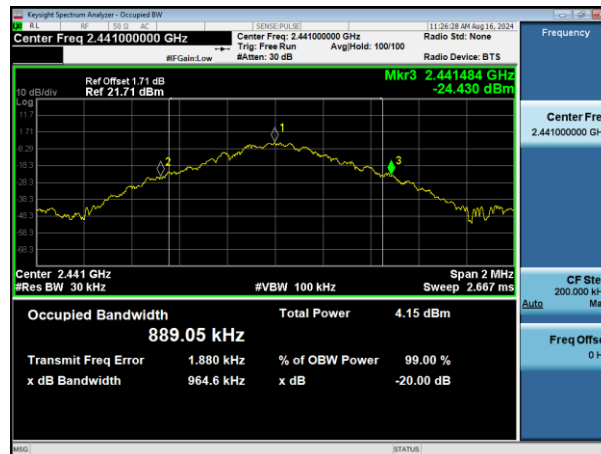 Keysight Spectrum Analyzer - Occupied BW
RL RF 50 Ω AC SENSE:PULSE 11:26:28 AM Aug 16, 2024
Center Freq 2.441000000 GHz Center Freq: 2.441000000 GHz Radio Std: None Frequency
Trig: Free Run Avg|Hold: 100/100
#IFGain:Low #Atten: 30 dB Radio Device: BTS
Ref Offset 1.71 dB Mkr3 2.441484 GHz
10 dB/div Ref 21.71 dBm -24.430 dBm
Log
11.7
1.71
-8.29
-18.3
-28.3
-38.3
-48.3
-58.3
-68.3
1
2
3
Center Fre
2.441000000 GH
Center 2.441 GHz Span 2 MHz
#Res BW 30 kHz #VBW 100 kHz Sweep 2.667 ms
CF Ste
200.000 kH
Auto Ma
Occupied Bandwidth Total Power 4.15 dBm
889.05 kHz
Freq Offse
0 H
Transmit Freq Error 1.880 kHz % of OBW Power 99.00 %
x dB Bandwidth 964.6 kHz x dB -20.00 dB
MSG STATUS